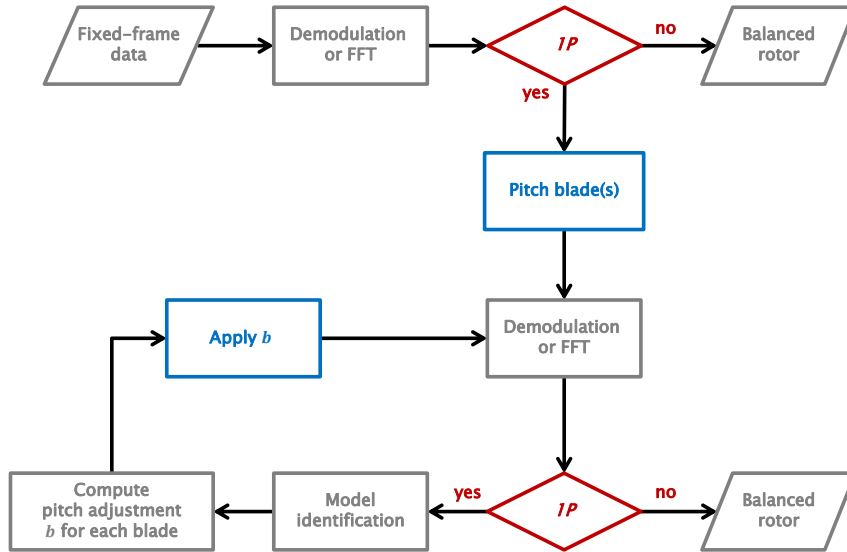 Fixed-frame
data
Demodulation
or FFT
1P
no
Balanced
rotor
yes
Pitch blade(s)
Apply b
Demodulation
or FFT
Compute
pitch adjustment
b for each blade
Model
identification
yes
1P
no
Balanced
rotor